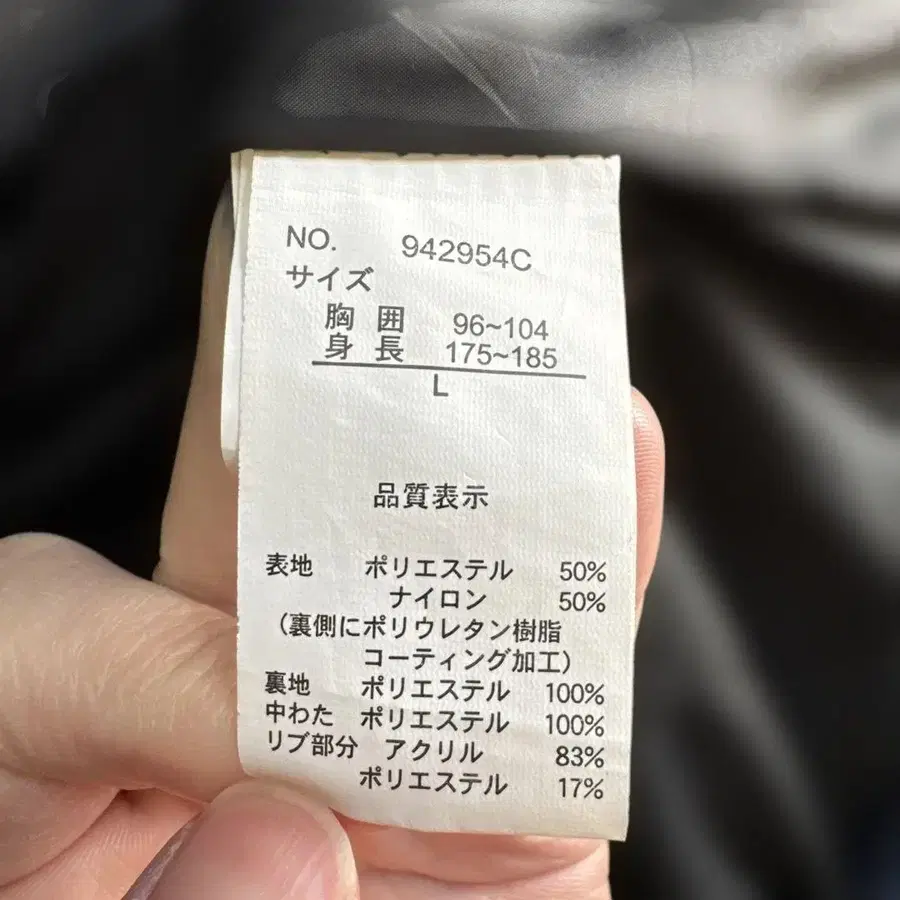 NO. 942954C
サイズ
胸 囲 96~104
身 長 175~185
L
品質表示
表地 ポリエステル 50%
ナイロン 50%
(裏側にポリウレタン樹脂
コーティング加工)
裏地 ポリエステル 100%
中わた ポリエステル 100%
リブ部分 アクリル 83%
ポリエステル 17%